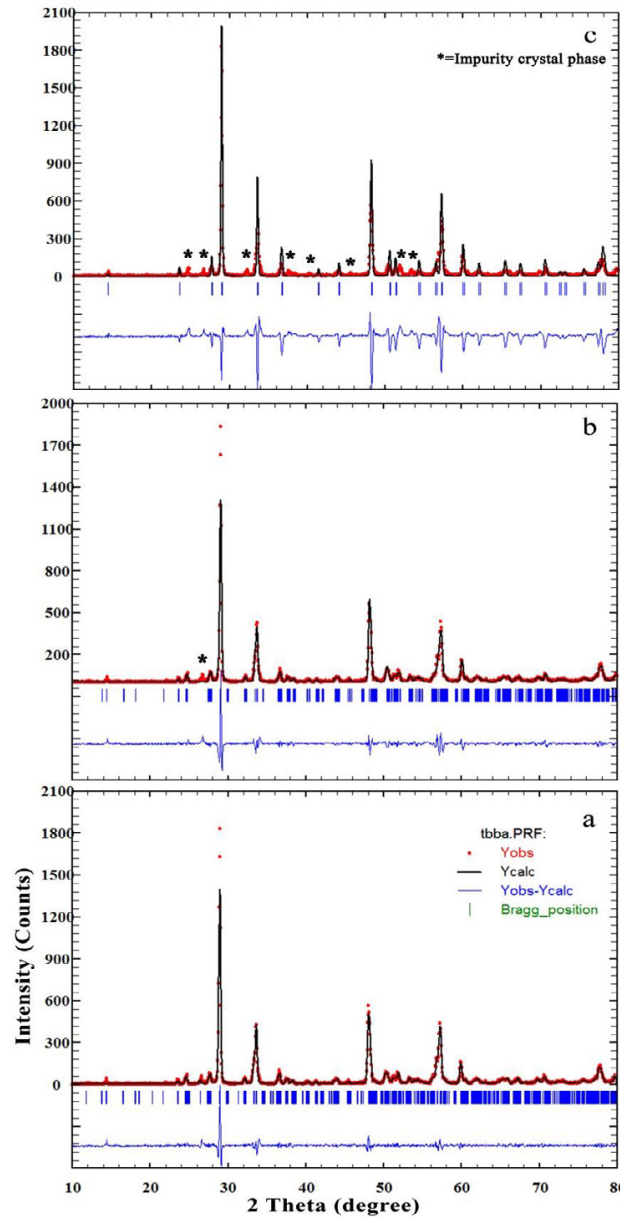 2100
c
*=Impurity crystal phase
1800
1500
1200
900
600
* * * * * * * *
300
0
2000
b
1700
1400
1100
800
500
*
200
2100
a
1800
tbba.PRF:
Yobs
Ycalc
Yobs-Ycalc
Bragg_position
1500
1200
900
600
300
0
Intensity (Counts)
10 20 30 40 50 60 70 80
2 Theta (degree)